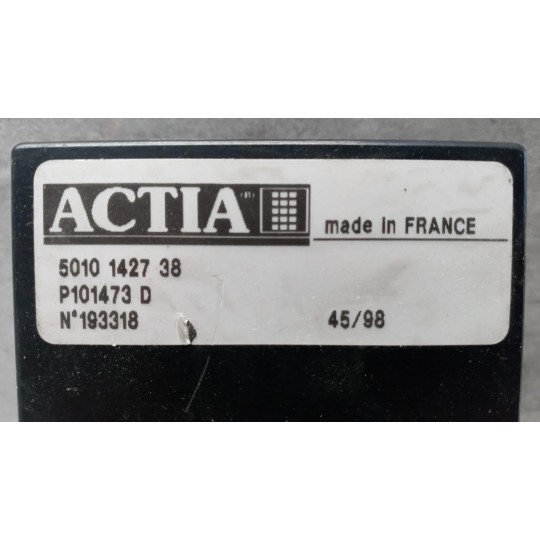 ACTIA ®
made in FRANCE
5010 1427 38
P101473 D
N°193318
45/98